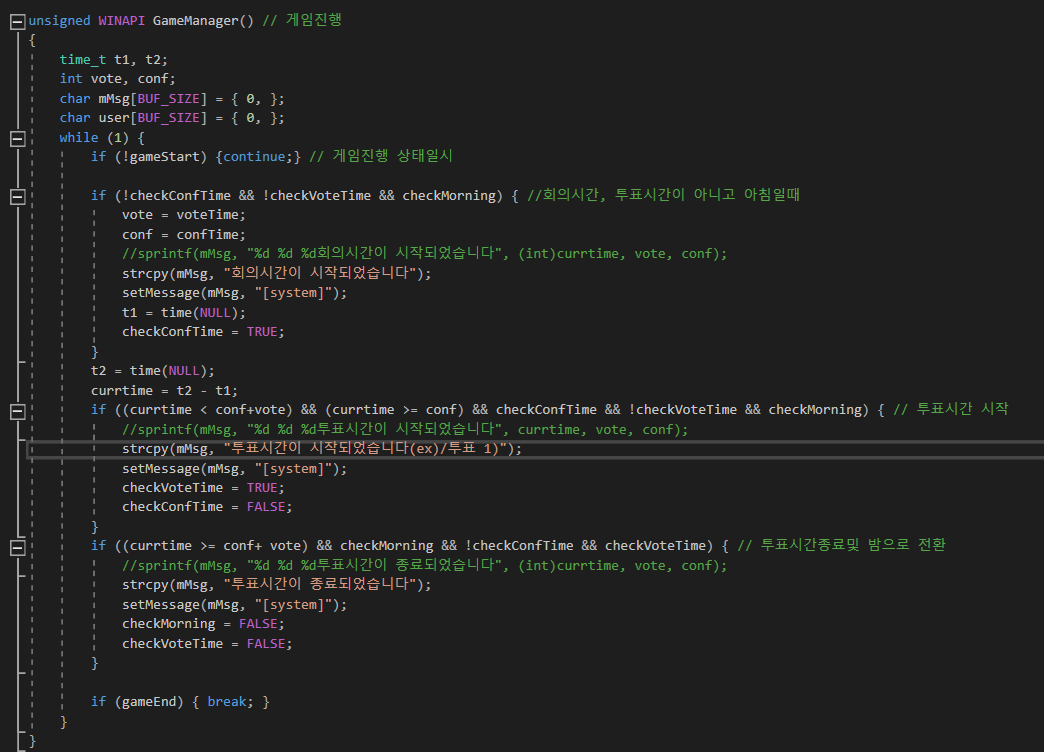 unsigned WINAPI GameManager() // 게임진행
{
time_t t1, t2;
int vote, conf;
char mMsg[BUF_SIZE] = { 0, };
char user[BUF_SIZE] = { 0, };
while (1) {
if (!gameStart) {continue;} // 게임진행 상태일시
if (!checkConfTime && !checkVoteTime && checkMorning) { //회의시간, 투표시간이 아니고 아침일때
vote = voteTime;
conf = confTime;
//sprintf(mMsg, "%d %d %d회의시간이 시작되었습니다", (int)currtime, vote, conf);
strcpy(mMsg, "회의시간이 시작되었습니다");
setMessage(mMsg, "[system]");
t1 = time(NULL);
checkConfTime = TRUE;
}
t2 = time(NULL);
currtime = t2 - t1;
if ((currtime < conf+vote) && (currtime >= conf) && checkConfTime && !checkVoteTime && checkMorning) { // 투표시간 시작
//sprintf(mMsg, "%d %d %d투표시간이 시작되었습니다", currtime, vote, conf);
strcpy(mMsg, "투표시간이 시작되었습니다(ex)/투표 1)");
setMessage(mMsg, "[system]");
checkVoteTime = TRUE;
checkConfTime = FALSE;
}
if ((currtime >= conf+ vote) && checkMorning && !checkConfTime && checkVoteTime) { // 투표시간종료및 밤으로 전환
//sprintf(mMsg, "%d %d %d투표시간이 종료되었습니다", (int)currtime, vote, conf);
strcpy(mMsg, "투표시간이 종료되었습니다");
setMessage(mMsg, "[system]");
checkMorning = FALSE;
checkVoteTime = FALSE;
}
if (gameEnd) { break; }
}
}